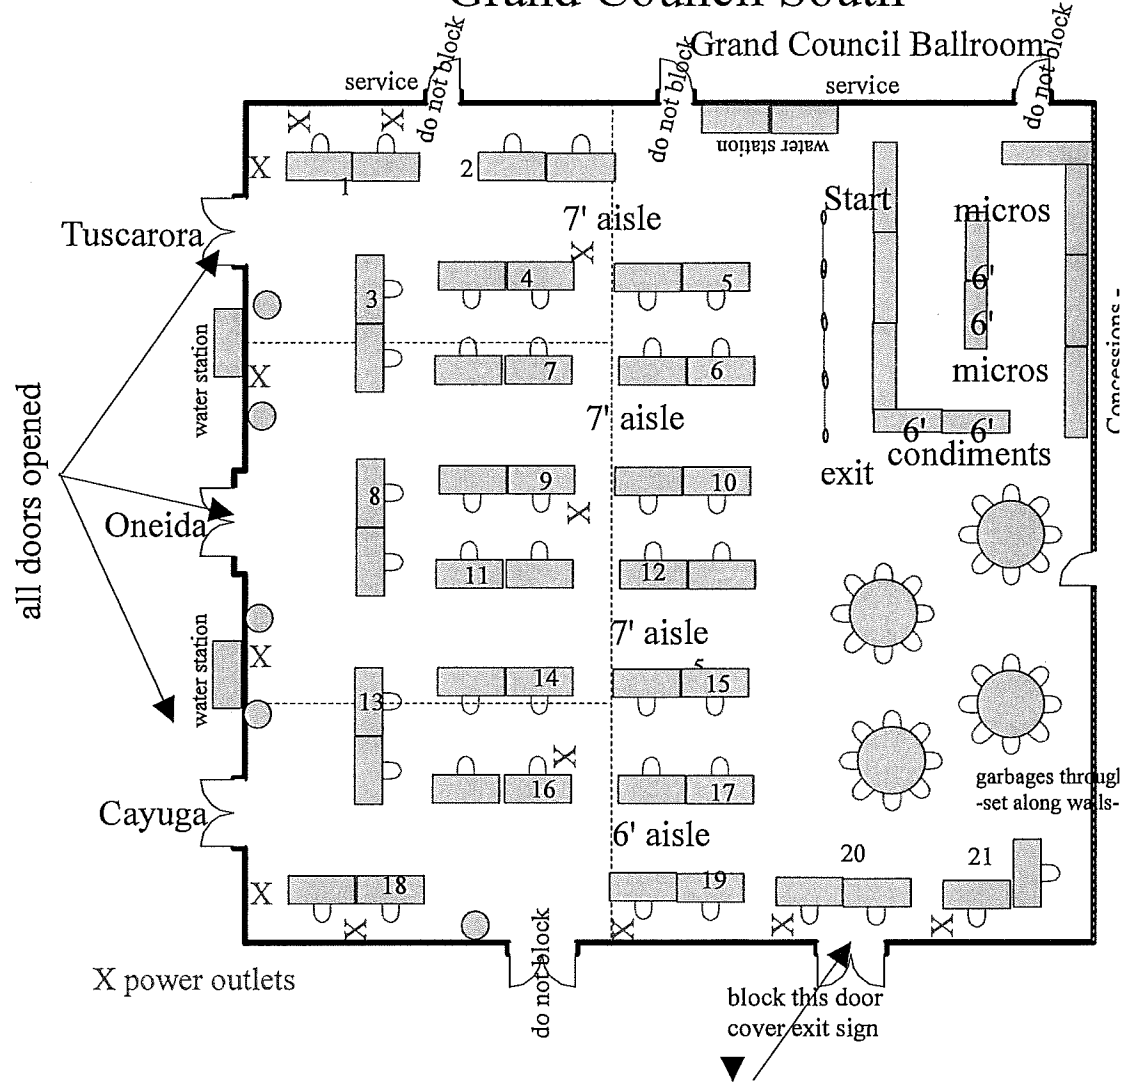 Grand Council South
Grand Council Ballroom
service
do not block
do not block
service
do not block
water station
X
X
X
1
2
Start
micros
Tuscarora
7' aisle
X
3
4
5
6'
6'
water station
X
7
6
micros
7' aisle
6'
6'
condiments
exit
Concessions -
all doors opened
8
9
10
X
Oneida
11
12
7' aisle
water station
X
5
14
15
13
X
16
17
garbages through
-set along walls-
Cayuga
6' aisle
20
21
X
18
19
X
X
X
X
do not block
X power outlets
block this door
cover exit sign